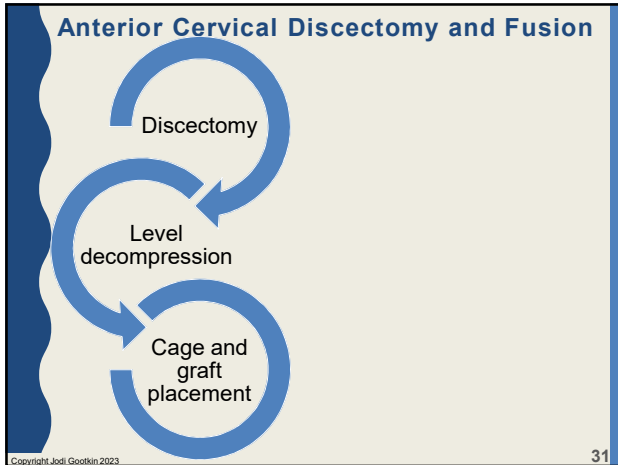 Anterior Cervical Discectomy and Fusion
Discectomy
Level
decompression
Cage and
graft
placement
Copyright Jodi Gootkin 2023
31